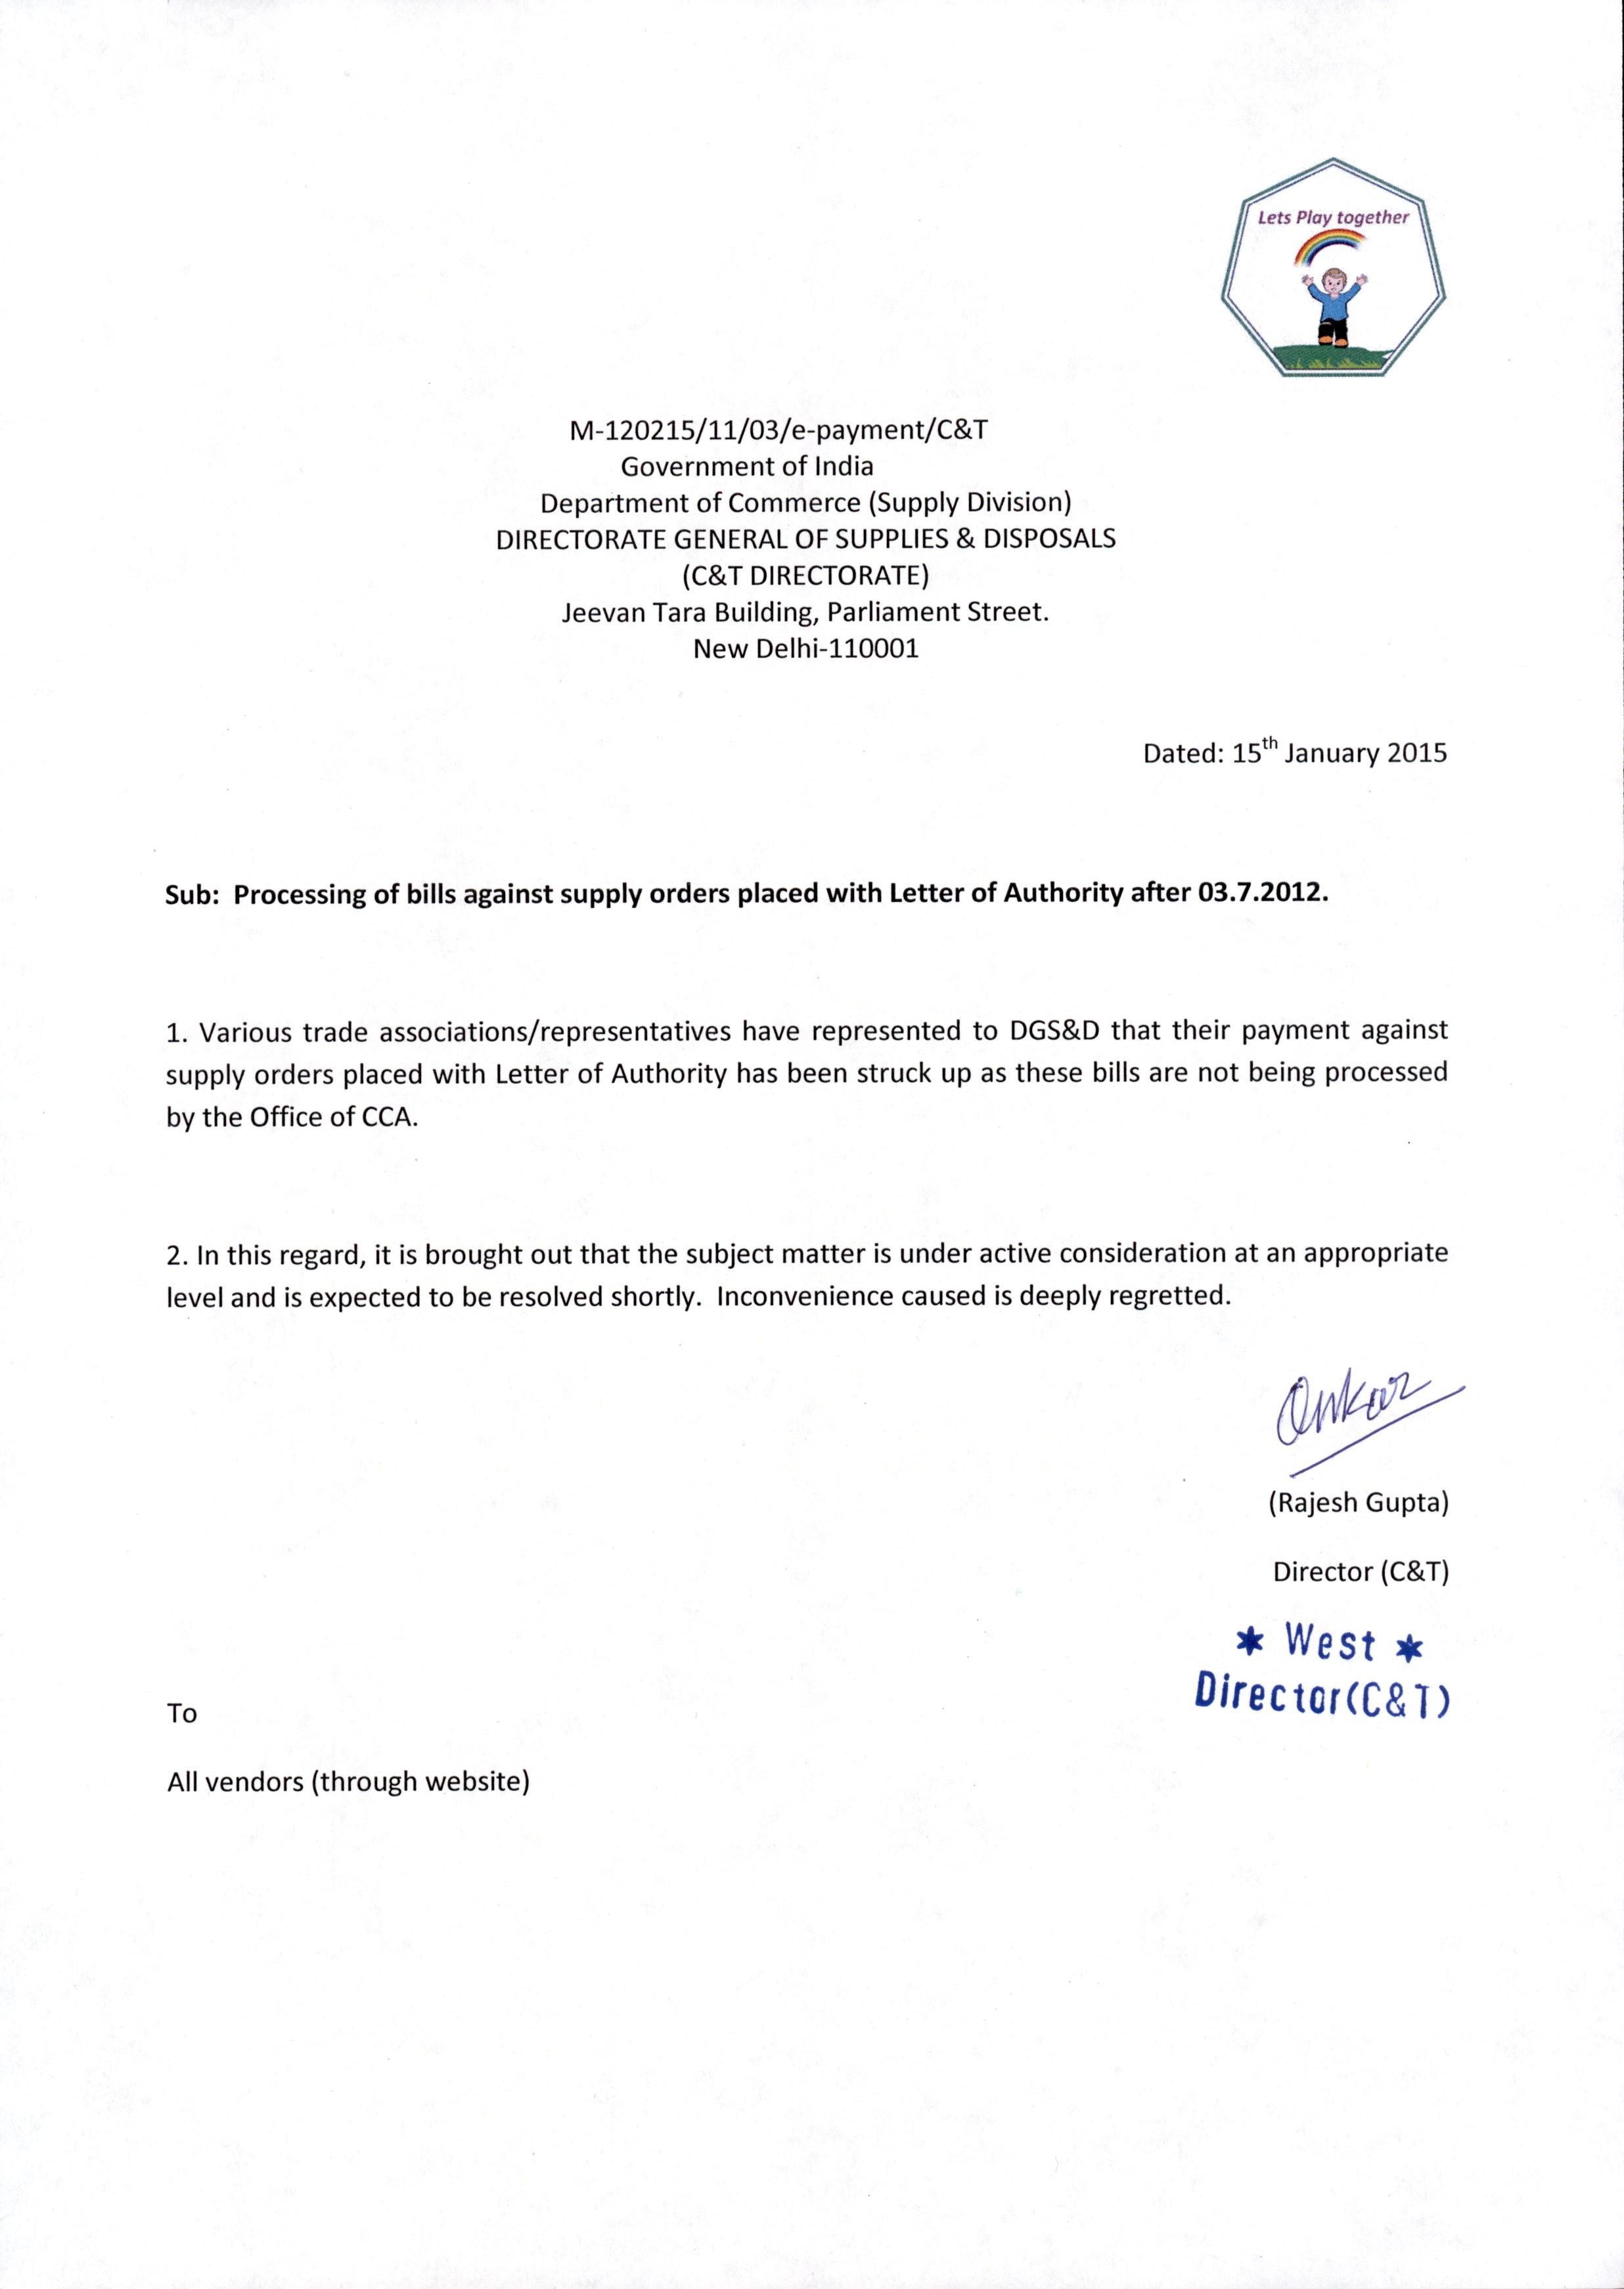 Lets Play together
M-120215/11/03/e-payment/C&T
Government of India
Department of Commerce (Supply Division)
DIRECTORATE GENERAL OF SUPPLIES & DISPOSALS
(C&T DIRECTORATE)
Jeevan Tara Building, Parliament Street.
New Delhi-110001
Dated: 15th January 2015
Sub: Processing of bills against supply orders placed with Letter of Authority after 03.7.2012.
1. Various trade associations/representatives have represented to DGS&D that their payment against
supply orders placed with Letter of Authority has been struck up as these bills are not being processed
by the Office of CCA.
2. In this regard, it is brought out that the subject matter is under active consideration at an appropriate
level and is expected to be resolved shortly. Inconvenience caused is deeply regretted.
Onkar
(Rajesh Gupta)
Director (C&T)
* West *
Director(C&T)
To
All vendors (through website)